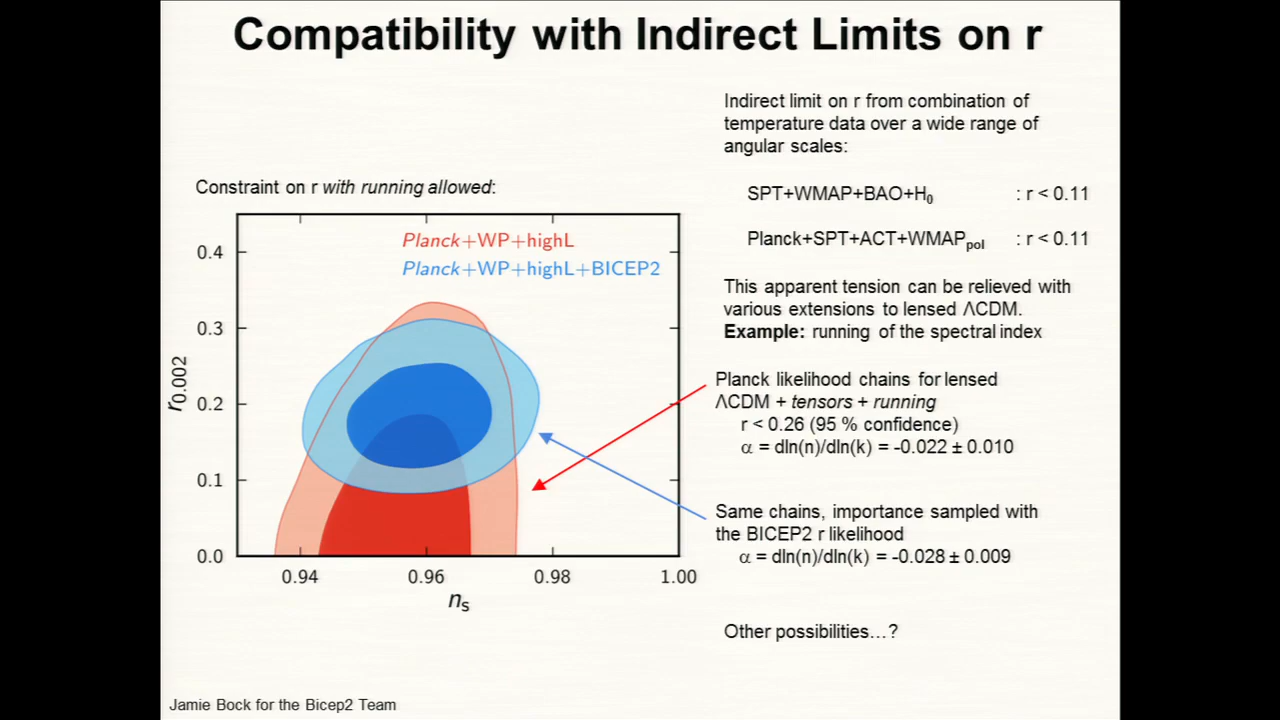 Compatibility with Indirect Limits on r
Indirect limit on r from combination of
temperature data over a wide range of
angular scales:
SPT+WMAP+BAO+H0 : r < 0.11
Planck+SPT+ACT+WMAPpol : r < 0.11
This apparent tension can be relieved with
various extensions to lensed ΛCDM.
Example: running of the spectral index
Planck likelihood chains for lensed
ΛCDM + tensors + running
r < 0.26 (95 % confidence)
α = dln(n)/dln(k) = -0.022 ± 0.010
Same chains, importance sampled with
the BICEP2 r likelihood
α = dln(n)/dln(k) = -0.028 ± 0.009
Other possibilities…?
Constraint on r with running allowed:
Planck+WP+highL
Planck+WP+highL+BICEP2
r0.002
0.4
0.3
0.2
0.1
0.0
0.94 0.96 0.98 1.00
ns
Jamie Bock for the Bicep2 Team